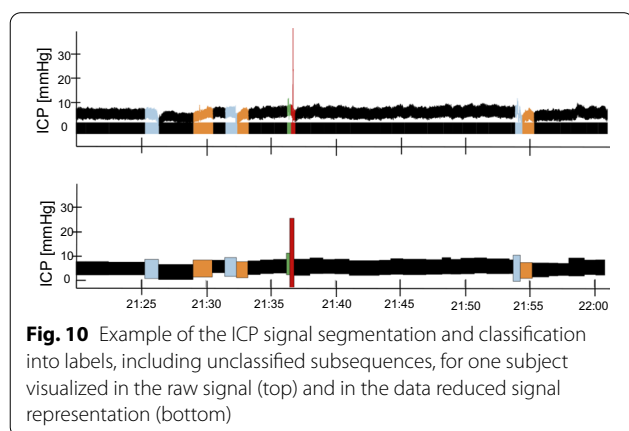 ICP [mmHg]
30
20
10
0
ICP [mmHg]
30
20
10
0
21:25 21:30 21:35 21:40 21:45 21:50 21:55 22:00
Fig. 10 Example of the ICP signal segmentation and classification
into labels, including unclassified subsequences, for one subject
visualized in the raw signal (top) and in the data reduced signal
representation (bottom)